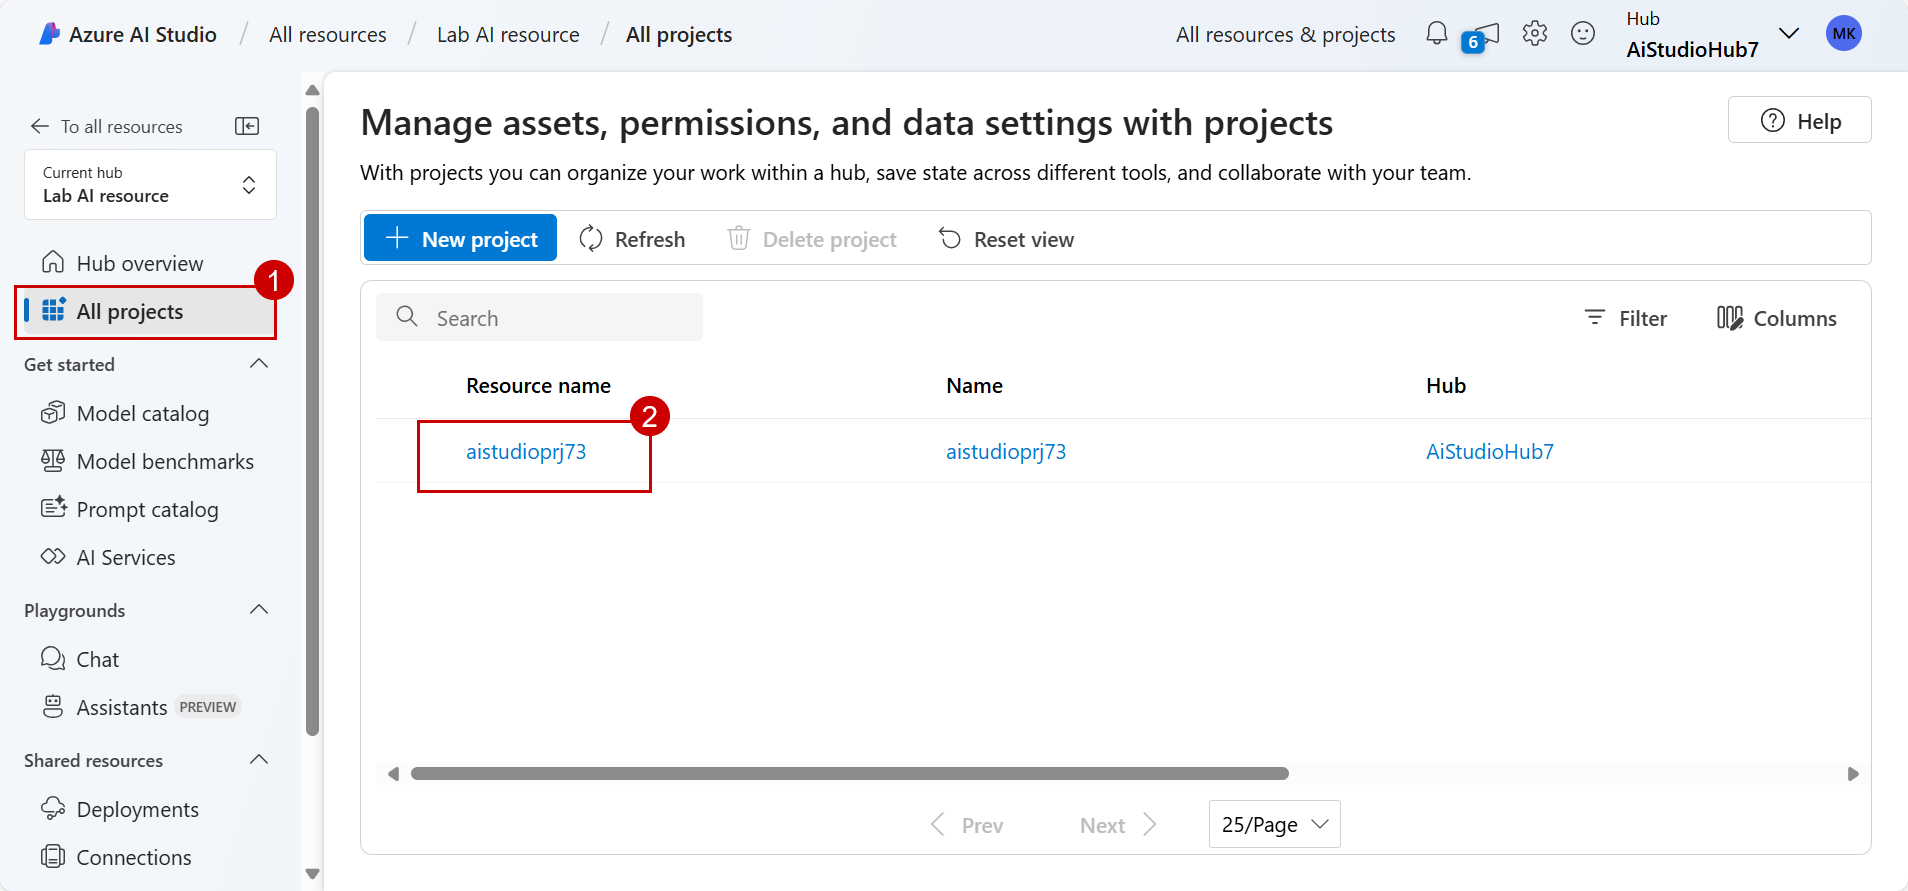 Azure AI Studio / All resources / Lab AI resource / All projects
All resources & projects
6
Hub
AiStudioHub7
MK
To all resources
Current hub
Lab AI resource
Hub overview
1
All projects
Get started
Model catalog
Model benchmarks
Prompt catalog
AI Services
Playgrounds
Chat
Assistants PREVIEW
Shared resources
Deployments
Connections
Manage assets, permissions, and data settings with projects
Help
With projects you can organize your work within a hub, save state across different tools, and collaborate with your team.
New project Refresh Delete project Reset view
Search
Filter Columns
Resource name Name Hub
2
aistudioprj73 aistudioprj73 AiStudioHub7
Prev Next 25/Page